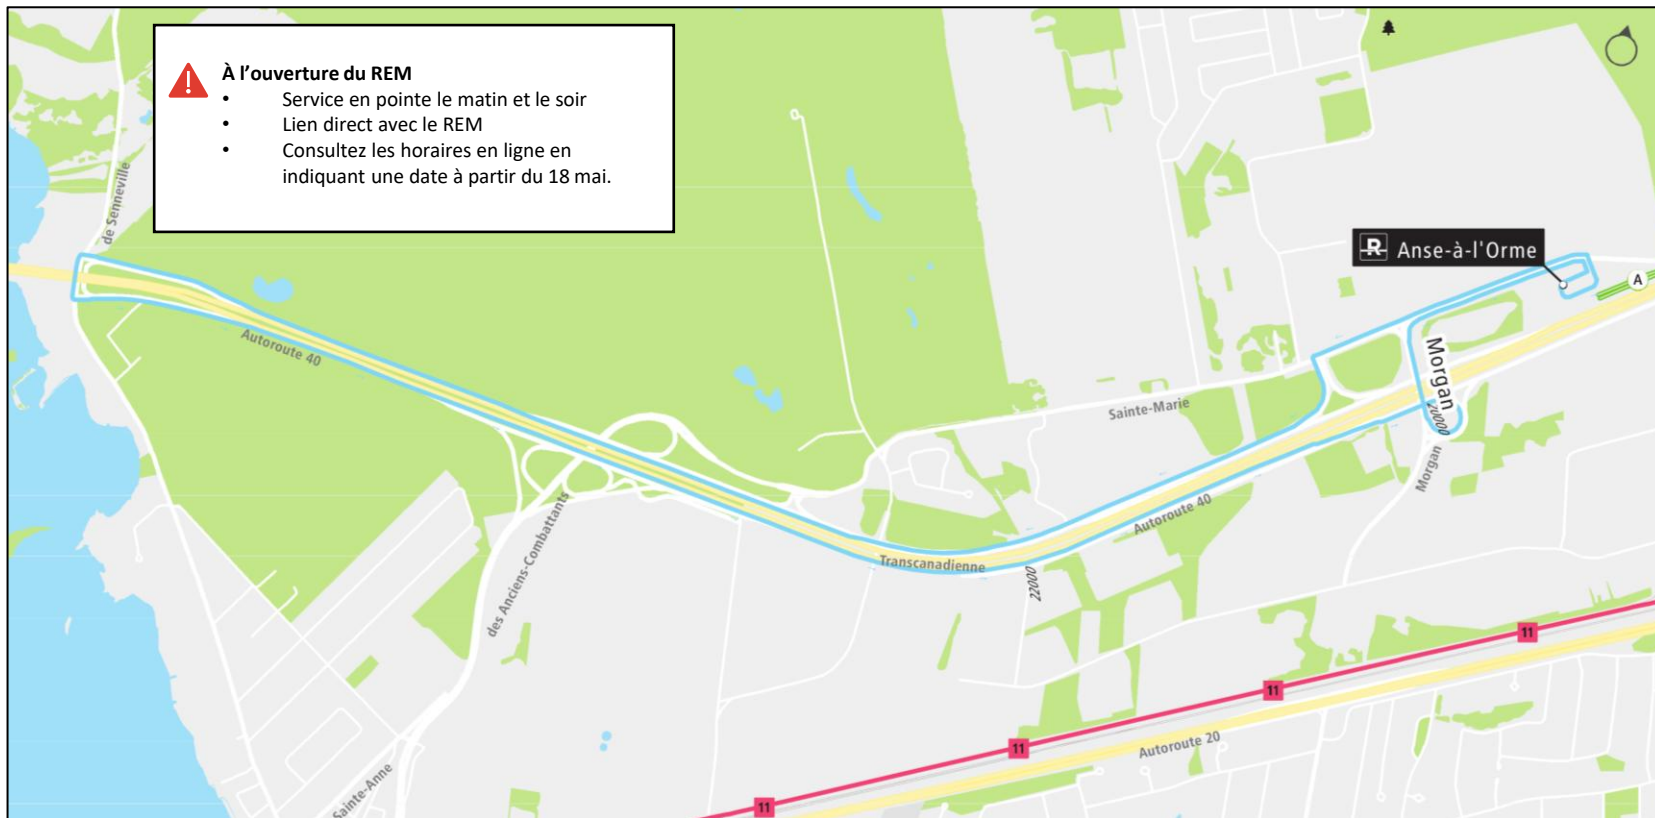 À l'ouverture du REM
• Service en pointe le matin et le soir
• Lien direct avec le REM
• Consultez les horaires en ligne en
indiquant une date à partir du 18 mai.
de Senneville
R Anse-à-l'Orme
A
Autoroute 40
Morgan
20000
Sainte-Marie
Morgan
Autoroute 40
des Anciens-Combattants
Transcanadienne
22000
11
11
11
Autoroute 20
Sainte-Anne
11